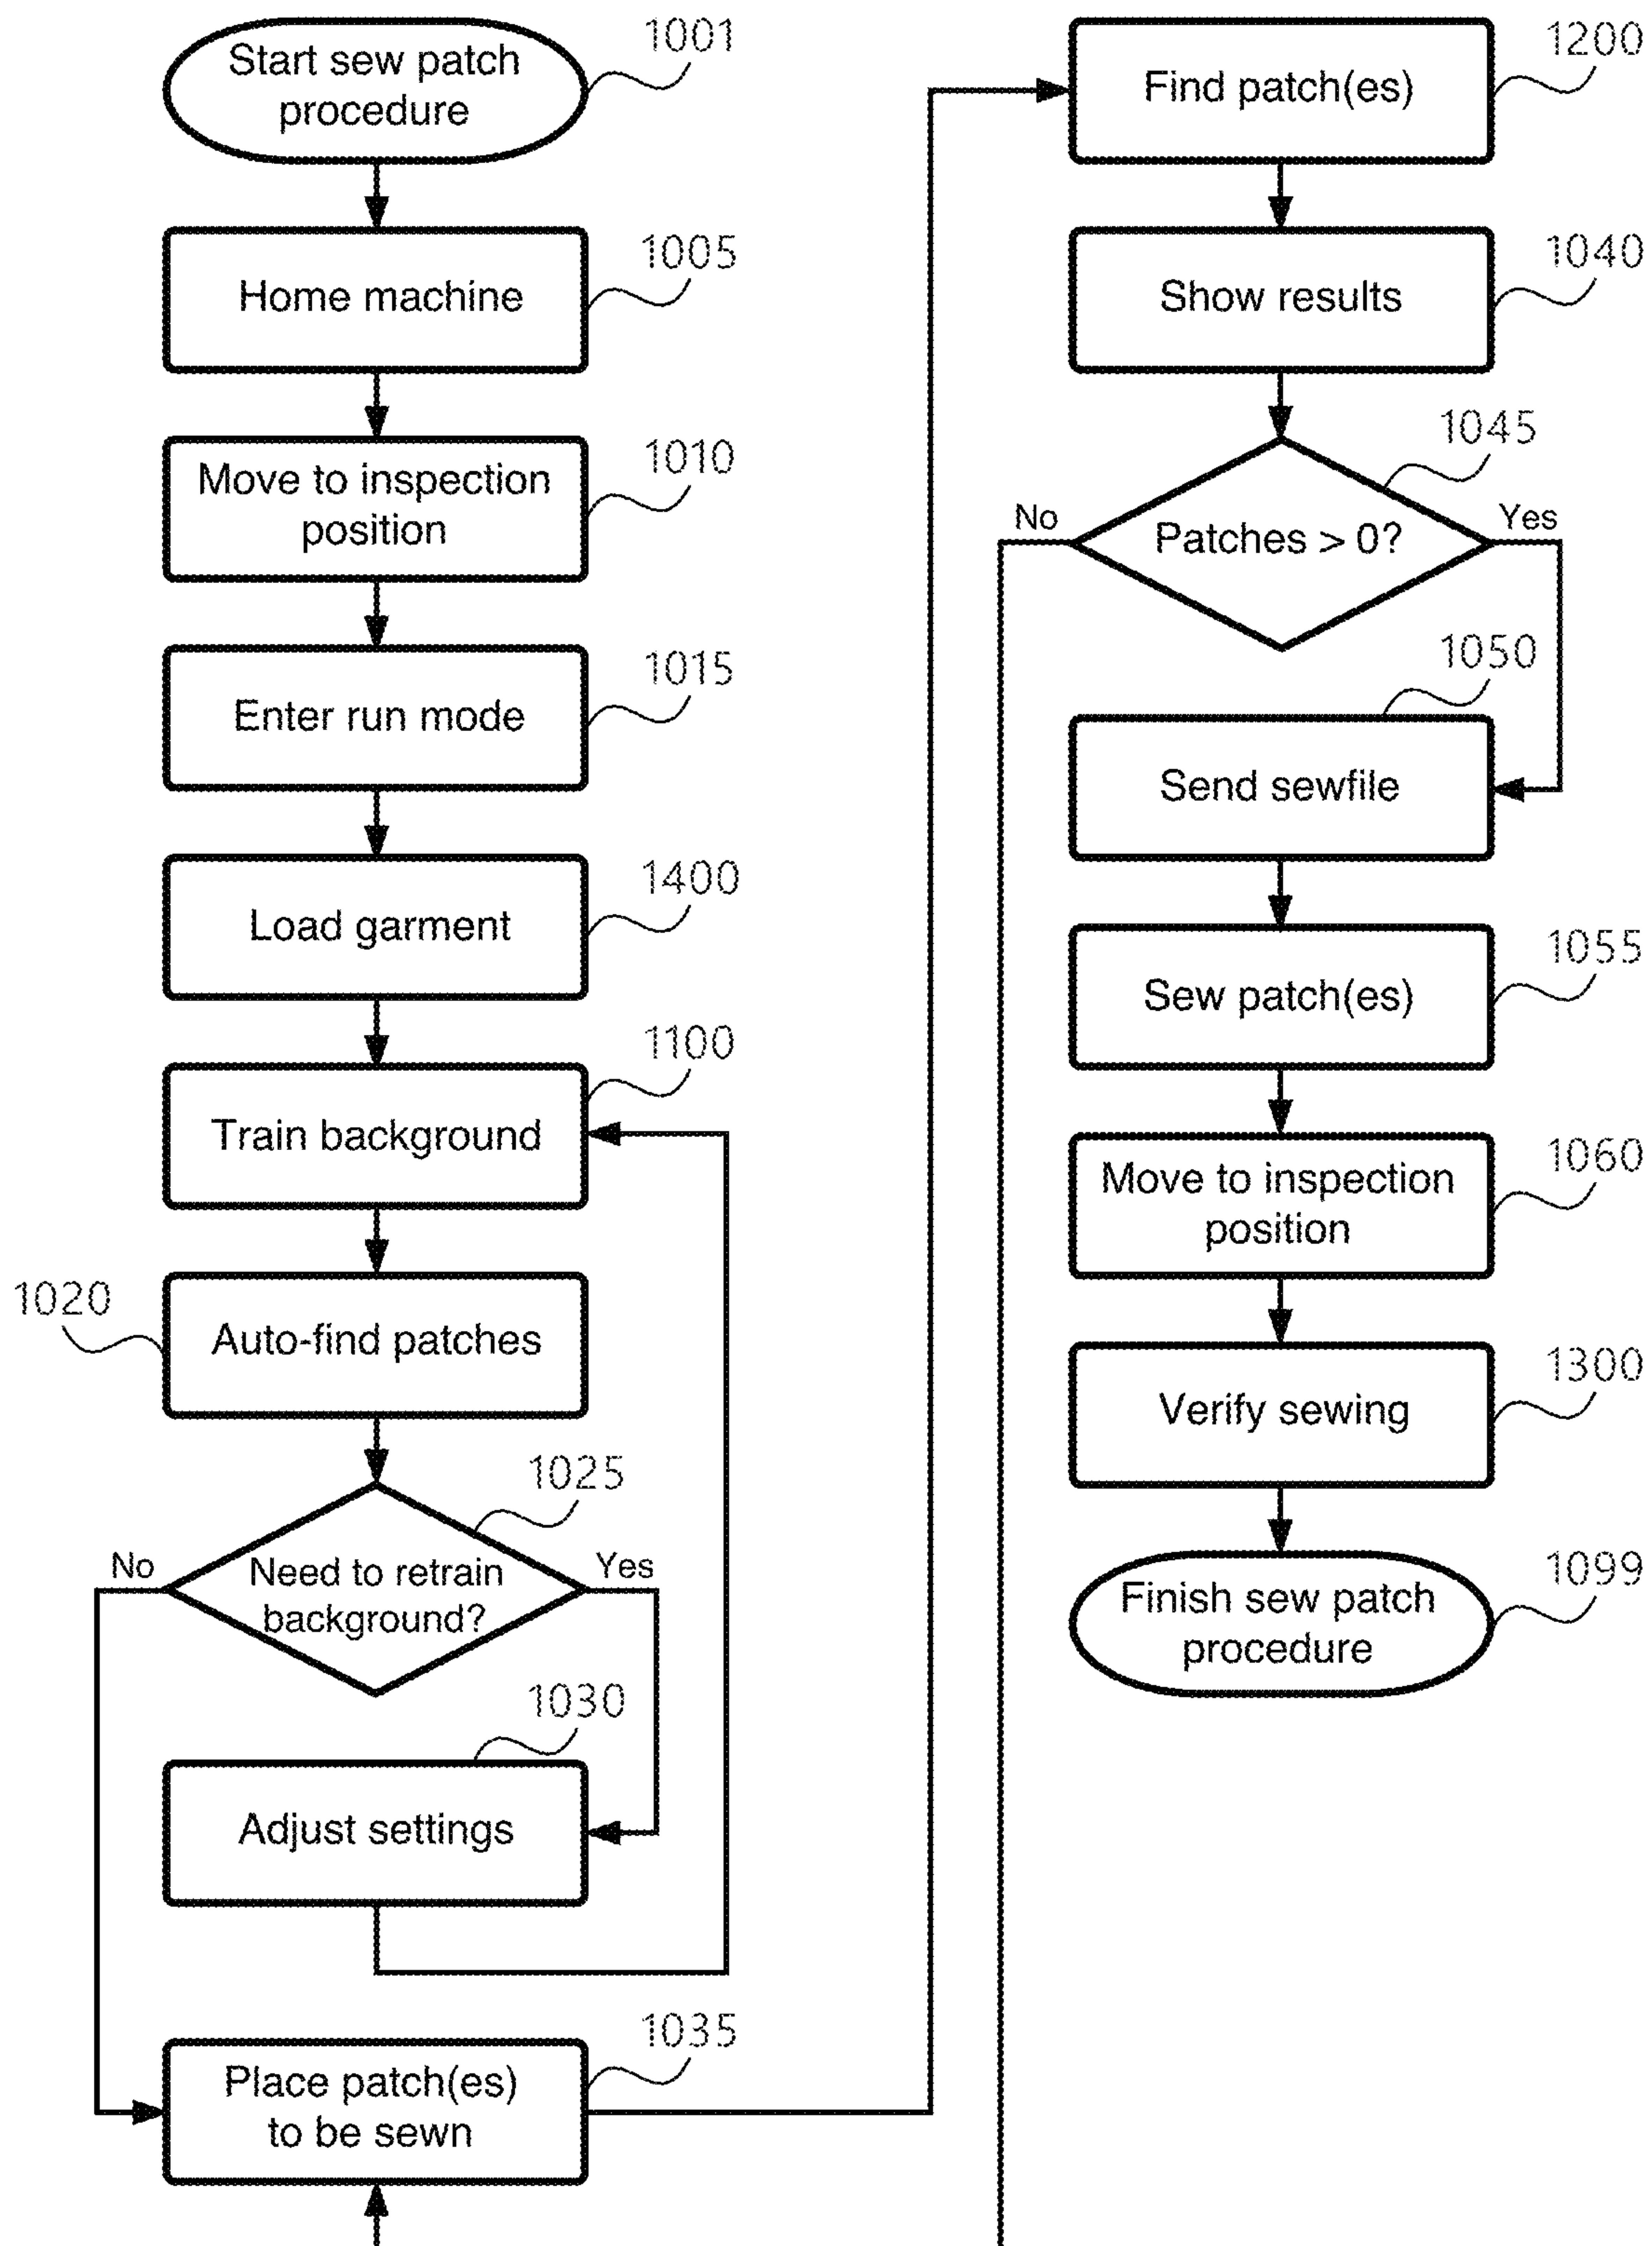 Start sew patch
procedure
1001
Home machine
1005
Move to inspection
position
1010
Enter run mode
1015
Load garment
1400
Train background
1100
Auto-find patches
1020
Need to retrain
background?
1025
No
Yes
Adjust settings
1030
Place patch(es)
to be sewn
1035
Find patch(es)
1200
Show results
1040
Patches > 0?
1045
No
Yes
Send sewfile
1050
Sew patch(es)
1055
Move to inspection
position
1060
Verify sewing
1300
Finish sew patch
procedure
1099